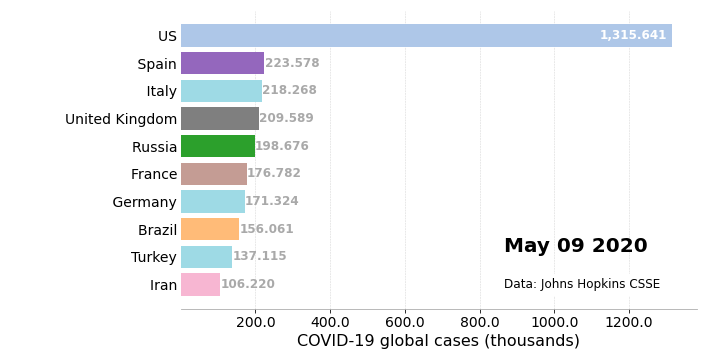 US 1,315.641
Spain 223.578
Italy 218.268
United Kingdom 209.589
Russia 198.676
France 176.782
Germany 171.324
Brazil 156.061
Turkey 137.115
Iran 106.220
May 09 2020
Data: Johns Hopkins CSSE
200.0 400.0 600.0 800.0 1000.0 1200.0
COVID-19 global cases (thousands)